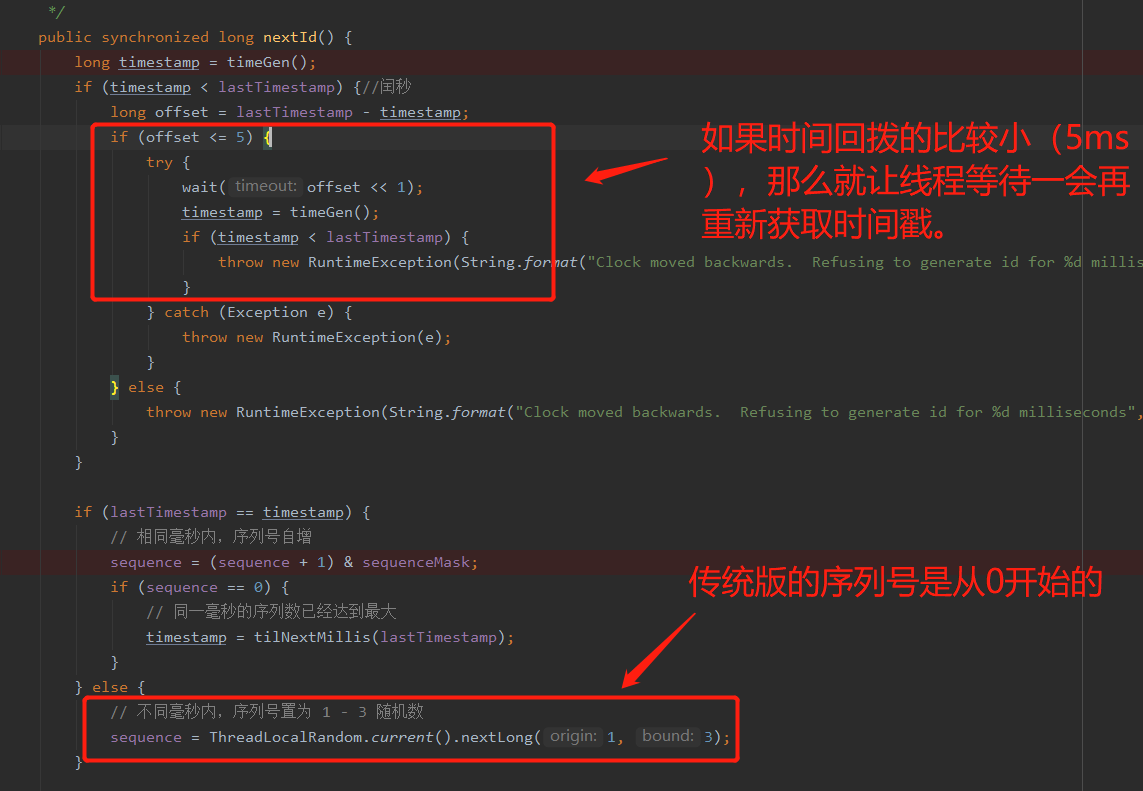 */
public synchronized long nextId() {
long timestamp = timeGen();
if (timestamp < lastTimestamp) {//闰秒
long offset = lastTimestamp - timestamp;
if (offset <= 5) {
try {
wait( timeout: offset << 1);
timestamp = timeGen();
if (timestamp < lastTimestamp) {
throw new RuntimeException(String.format("Clock moved backwards.  Refusing to generate id for %d millis
}
} catch (Exception e) {
throw new RuntimeException(e);
}
} else {
throw new RuntimeException(String.format("Clock moved backwards.  Refusing to generate id for %d milliseconds",
}
}
如果时间回拨的比较小（5ms
），那么就让线程等待一会再
重新获取时间戳。
if (lastTimestamp == timestamp) {
// 相同毫秒内，序列号自增
sequence = (sequence + 1) & sequenceMask;
if (sequence == 0) {
// 同一毫秒的序列数已经达到最大
timestamp = tilNextMillis(lastTimestamp);
}
} else {
// 不同毫秒内，序列号置为 1 - 3 随机数
sequence = ThreadLocalRandom.current().nextLong( origin: 1, bound: 3);
}
传统版的序列号是从0开始的